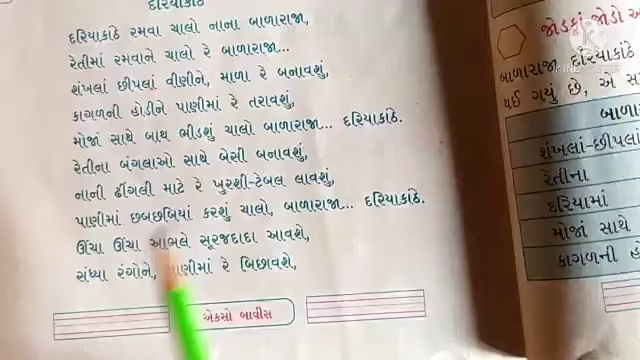 દરિયાકાંઠે
દરિયાકાંઠે રમવા ચાલો નાના બાળારાજા,
રેતીમાં રમવાને ચાલો રે બાળારાજા...
શંખલાં છીપલાં વીણીને, માળા રે બનાવશું,
કાગળની હોડીને પાણીમાં રે તરાવશું,
મોજાં સાથે બાથ ભીડશું ચાલો બાળારાજા... દરિયાકાંઠે.
રેતીના બંગલાઓ સાથે બેસી બનાવશું,
નાની ઢીંગલી માટે રે ખુરશી-ટેબલ લાવશું,
પાણીમાં છબછબિયાં કરશું ચાલો, બાળારાજા... દરિયાકાંઠે.
ઊંચા ઊંચા આભલે સૂરજદાદા આવશે,
સંધ્યા રંગોને, પાણીમાં રે બિછાવશે,
એકસો બાવીસ
જોડકાં જોડો
બાળારાજા દરિયાકાંઠે
થઈ ગયું છે, એ
શંખલાં-છીપલાં
રેતીના
દરિયામાં
મોજાં સાથે
કાગળની